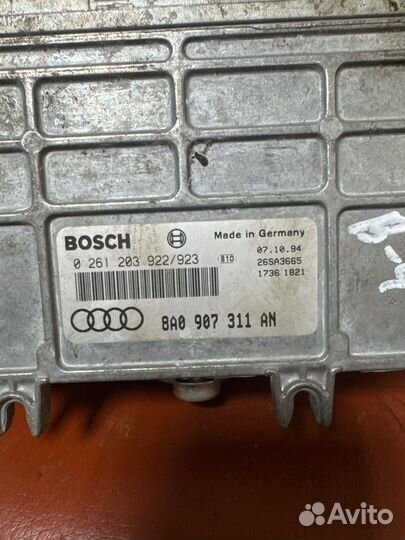 BOSCH
Made in Germany
0 261 203 922/923
810
07.10.94
26SA3665
1736 1821
8A0 907 311 AN
Avito